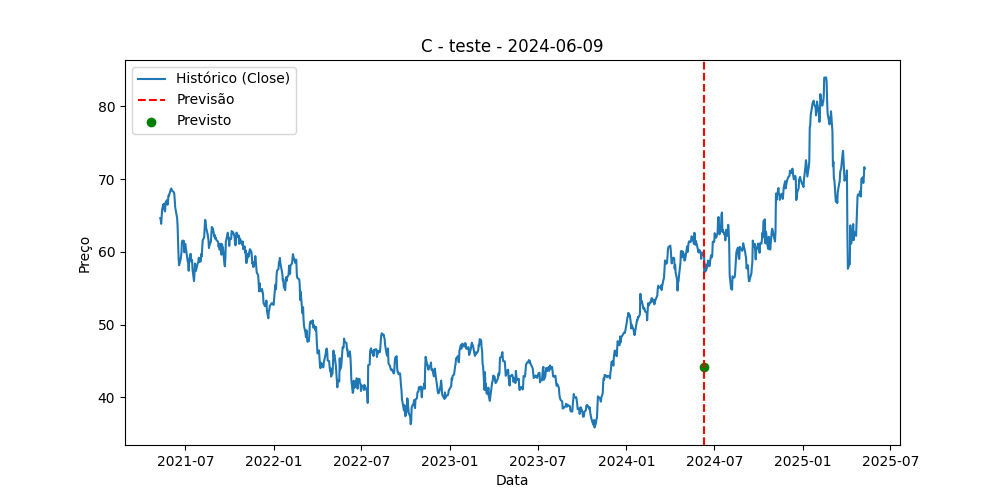 C - teste - 2024-06-09
Histórico (Close)
Previsão
Previsto
Preço
80
70
60
50
40
2021-07
2022-01
2022-07
2023-01
2023-07
2024-01
2024-07
2025-01
2025-07
Data